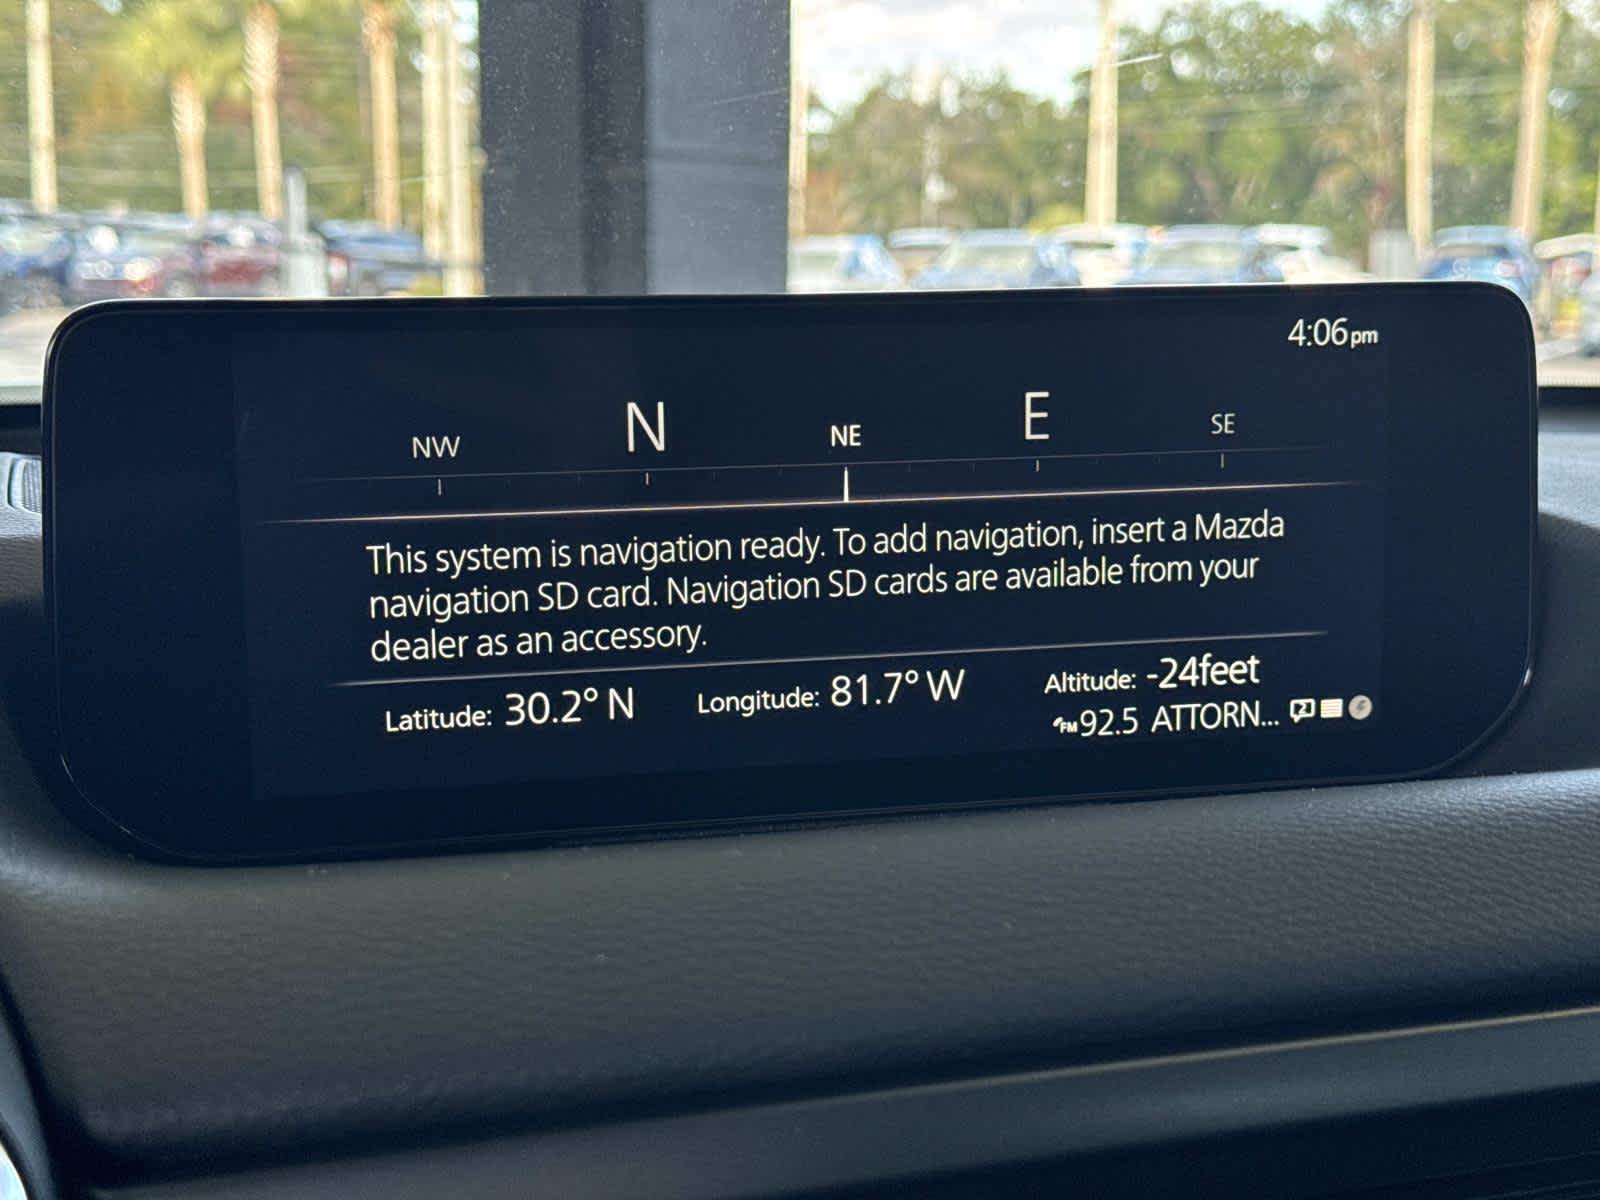 4:06pm
NW N NE E SE
This system is navigation ready. To add navigation, insert a Mazda
navigation SD card. Navigation SD cards are available from your
dealer as an accessory.
Latitude: 30.2° N Longitude: 81.7° W Altitude: -24feet
FM 92.5 ATTORN...